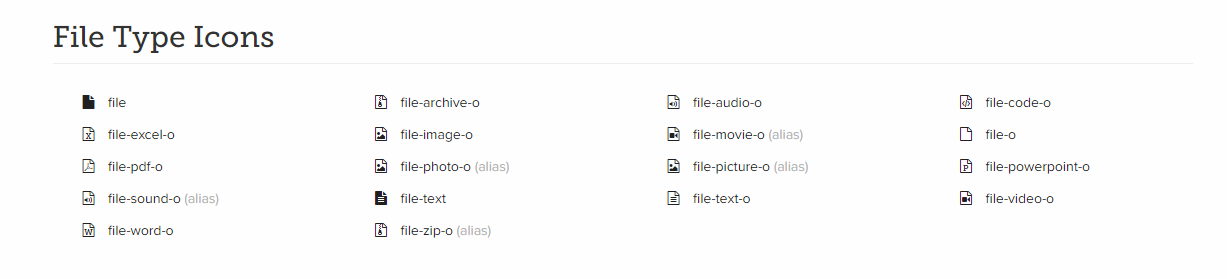 File Type Icons
file file-archive-o file-audio-o file-code-o
file-excel-o file-image-o file-movie-o (alias) file-o
file-pdf-o file-photo-o (alias) file-picture-o (alias) file-powerpoint-o
file-sound-o (alias) file-text file-text-o file-video-o
file-word-o file-zip-o (alias)